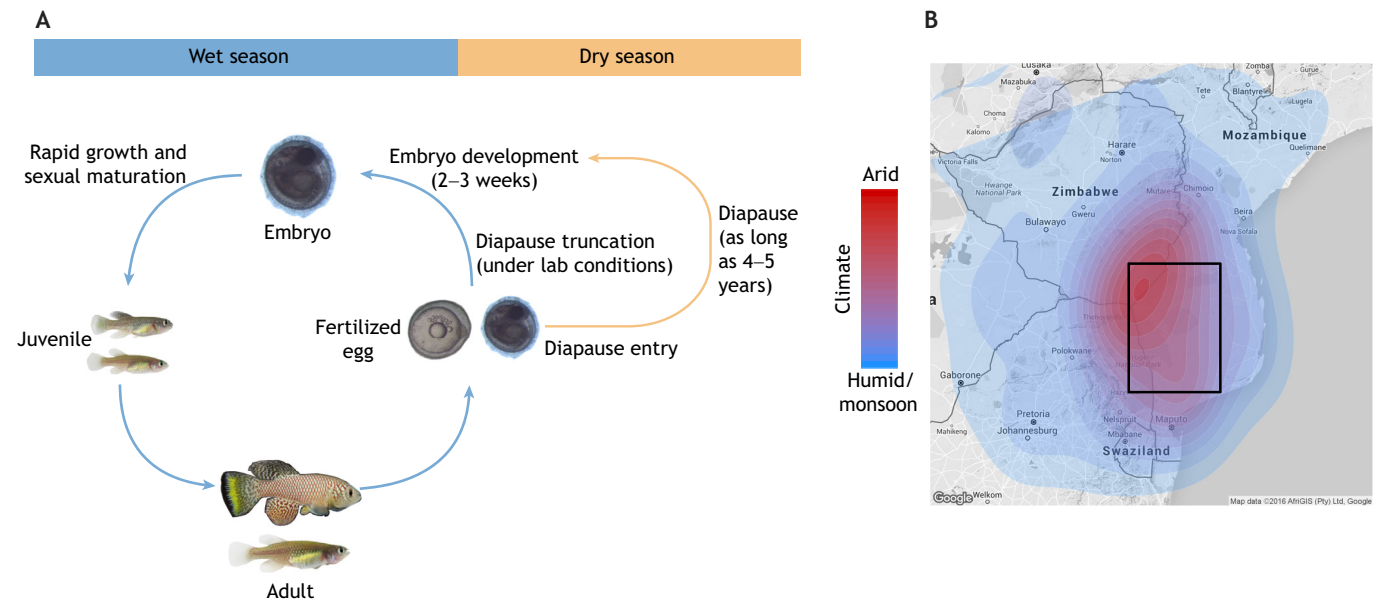 A
Wet season
Dry season
Rapid growth and
sexual maturation
Embryo
Embryo development
(2–3 weeks)
Diapause truncation
(under lab conditions)
Diapause
(as long
as 4–5
years)
Juvenile
Fertilized
egg
Diapause entry
Adult
B
Arid
Climate
Humid/
monsoon
Lusaka
Mazabuka
Choma
Kalomo
Victoria Falls
Hwange
National Park
Zomba
Gurue
Tete
Blantyre
Lugela
Mozambique
Quelimane
Harare
Norton
Zimbabwe
Mutare
Chimoio
Gweru
Bulawayo
Beira
Nova Sofala
a
Polokwane
Gaborone
Pretoria
Johannesburg
Mahikeng
Nelspruit
Maputo
Mbabane
Swaziland
Welkom
Google
Map data ©2016 AfriGIS (Pty) Ltd, Google